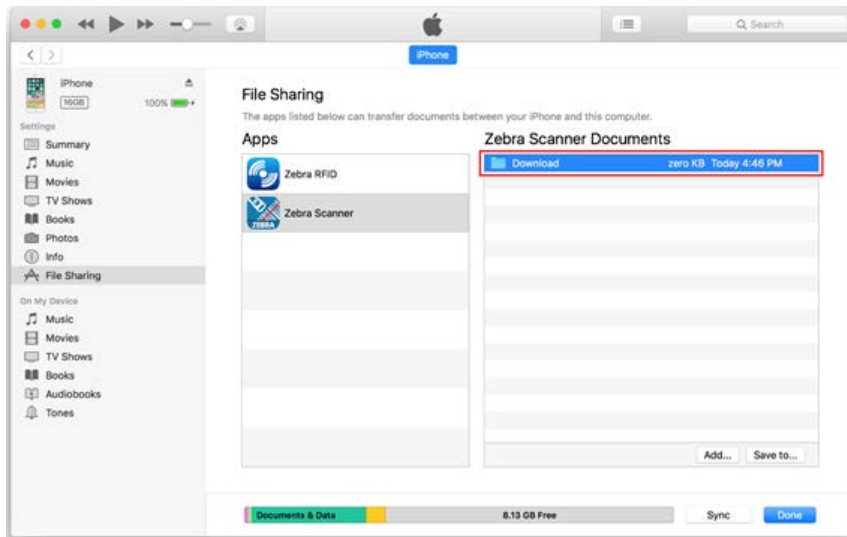 Search
iPhone
iPhone
16GB 100%
Settings
Summary
Music
Movies
TV Shows
Books
Photos
Info
File Sharing
On My Device
Music
Movies
TV Shows
Books
Audiobooks
Tones
File Sharing
The apps listed below can transfer documents between your iPhone and this computer.
Apps
Zebra RFID
ZEBRA
Zebra Scanner
Zebra Scanner Documents
Download zero KB Today 4:46 PM
Add... Save to...
Documents & Data 8.13 GB Free Sync Done